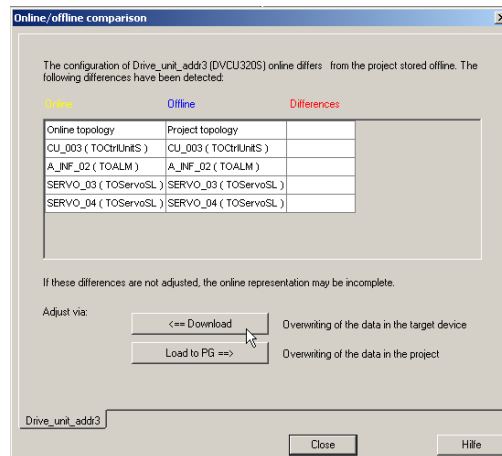 Online/offline comparison
The configuration of Drive_unit_addr3 (DVCU320S) online differs from the project stored offline. The
following differences have been detected:
Online Offline Differences
Online topology Project topology
CU_003 ( TOCtrlUnitS ) CU_003 ( TOCtrlUnitS )
A_INF_02 ( TOALM ) A_INF_02 ( TOALM )
SERVO_03 ( TOServoSL ) SERVO_03 ( TOServoSL )
SERVO_04 ( TOServoSL ) SERVO_04 ( TOServoSL )
If these differences are not adjusted, the online representation may be incomplete.
Adjust via:
<== Download Overwriting of the data in the target device
Load to PG ==> Overwriting of the data in the project
Drive_unit_addr3
Close Hilfe